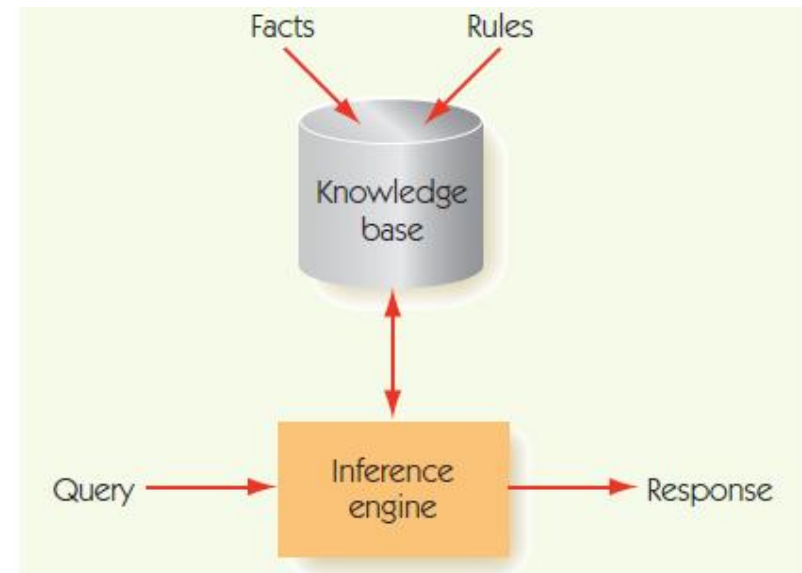 Facts
Rules
Knowledge
base
Query
Inference
engine
Response